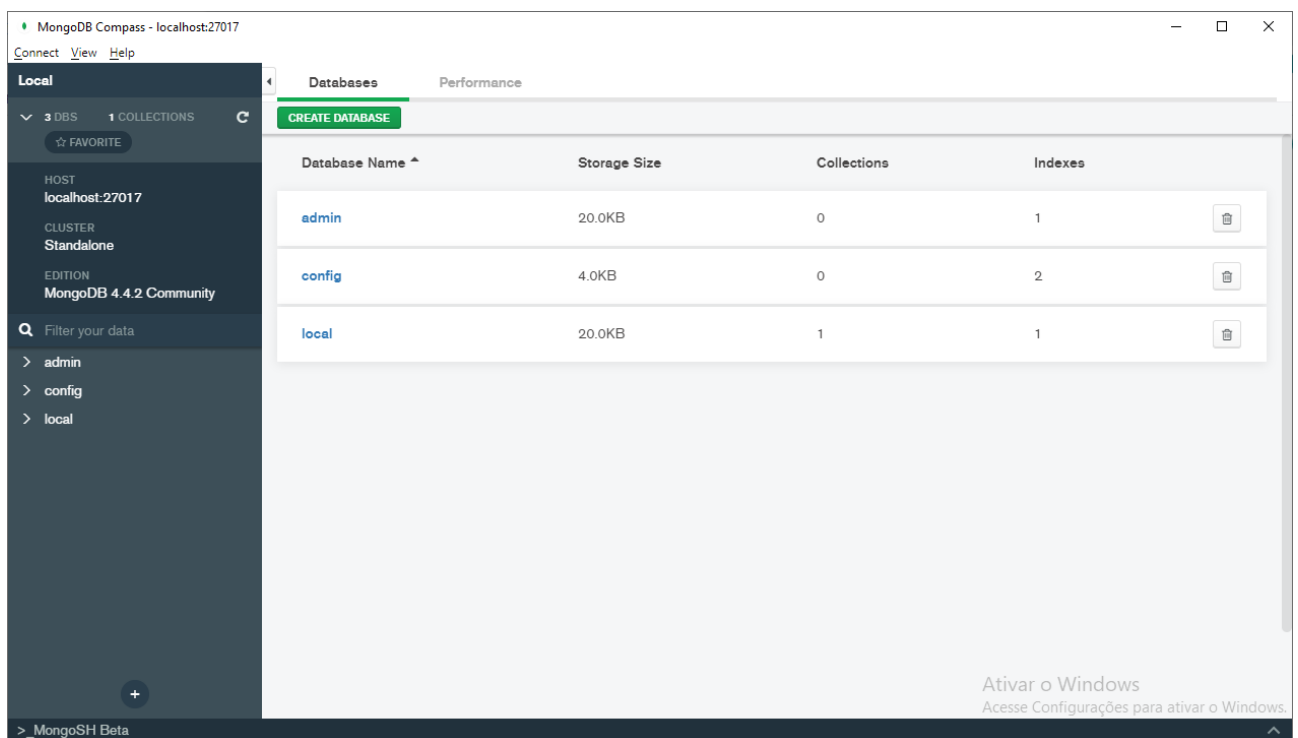 MongoDB Compass - localhost:27017
Connect View Help
Local
3 DBS 1 COLLECTIONS
FAVORITE
HOST
localhost:27017
CLUSTER
Standalone
EDITION
MongoDB 4.4.2 Community
Filter your data
admin
config
local
>_MongoSH Beta
Databases Performance
CREATE DATABASE
Database Name Storage Size Collections Indexes
admin 20.0KB 0 1
config 4.0KB 0 2
local 20.0KB 1 1
Ativar o Windows
Acesse Configurações para ativar o Windows.